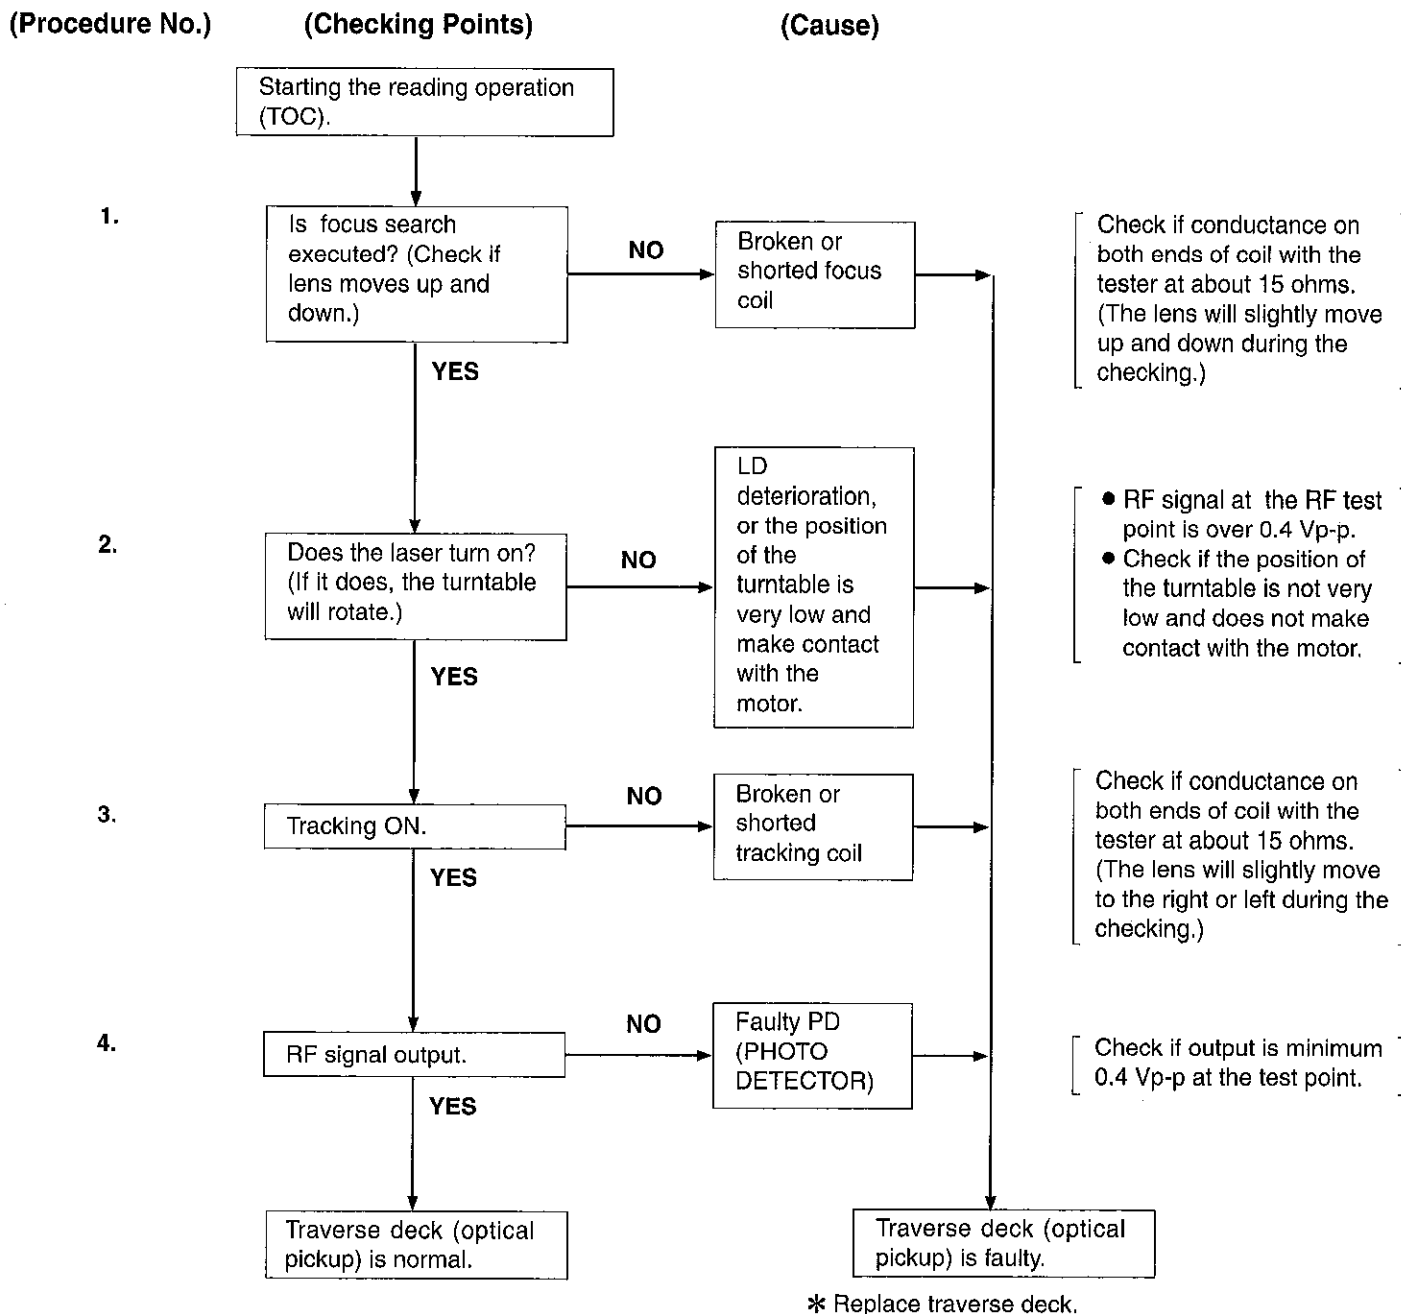 (Procedure No.) (Checking Points) (Cause)
Starting the reading operation
(TOC).
1.
Is focus search
executed? (Check if
lens moves up and
down.)
NO
Broken or
shorted focus
coil
Check if conductance on
both ends of coil with the
tester at about 15 ohms.
(The lens will slightly move
up and down during the
checking.)
YES
2.
Does the laser turn on?
(If it does, the turntable
will rotate.)
NO
LD
deterioration,
or the position
of the
turntable is
very low and
make contact
with the
motor.
● RF signal at the RF test
point is over 0.4 Vp-p.
● Check if the position of
the turntable is not very
low and does not make
contact with the motor.
YES
3.
Tracking ON.
NO
Broken or
shorted
tracking coil
Check if conductance on
both ends of coil with the
tester at about 15 ohms.
(The lens will slightly move
to the right or left during the
checking.)
YES
4.
RF signal output.
NO
Faulty PD
(PHOTO
DETECTOR)
Check if output is minimum
0.4 Vp-p at the test point.
YES
Traverse deck (optical
pickup) is normal.
Traverse deck (optical
pickup) is faulty.
* Replace traverse deck.